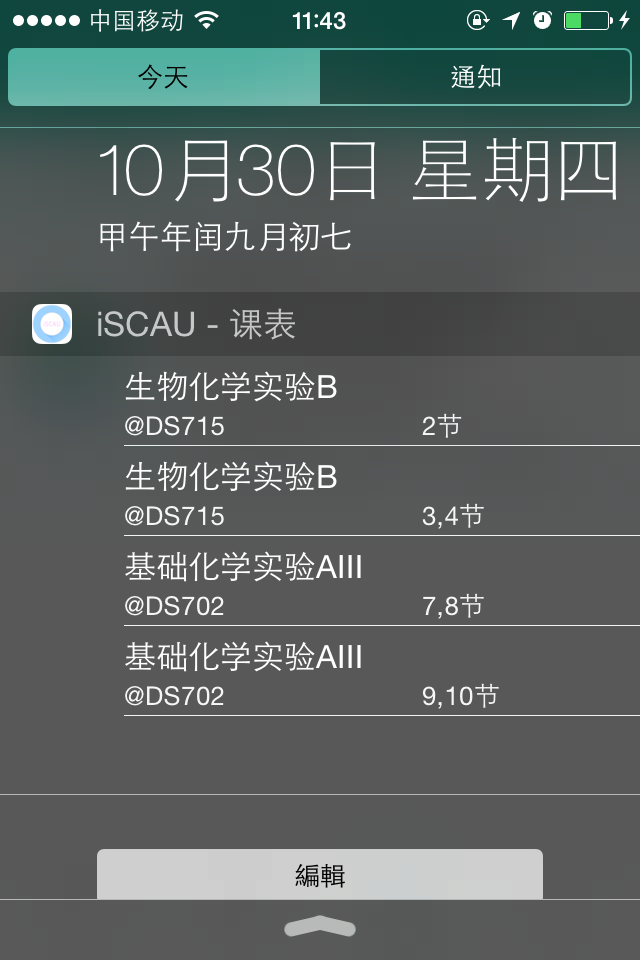 中国移动 11:43
今天 通知
10月30日 星期四
甲午年闰九月初七
iSCAU - 课表
生物化学实验B
@DS715 2节
生物化学实验B
@DS715 3,4节
基础化学实验AIII
@DS702 7,8节
基础化学实验AIII
@DS702 9,10节
編輯